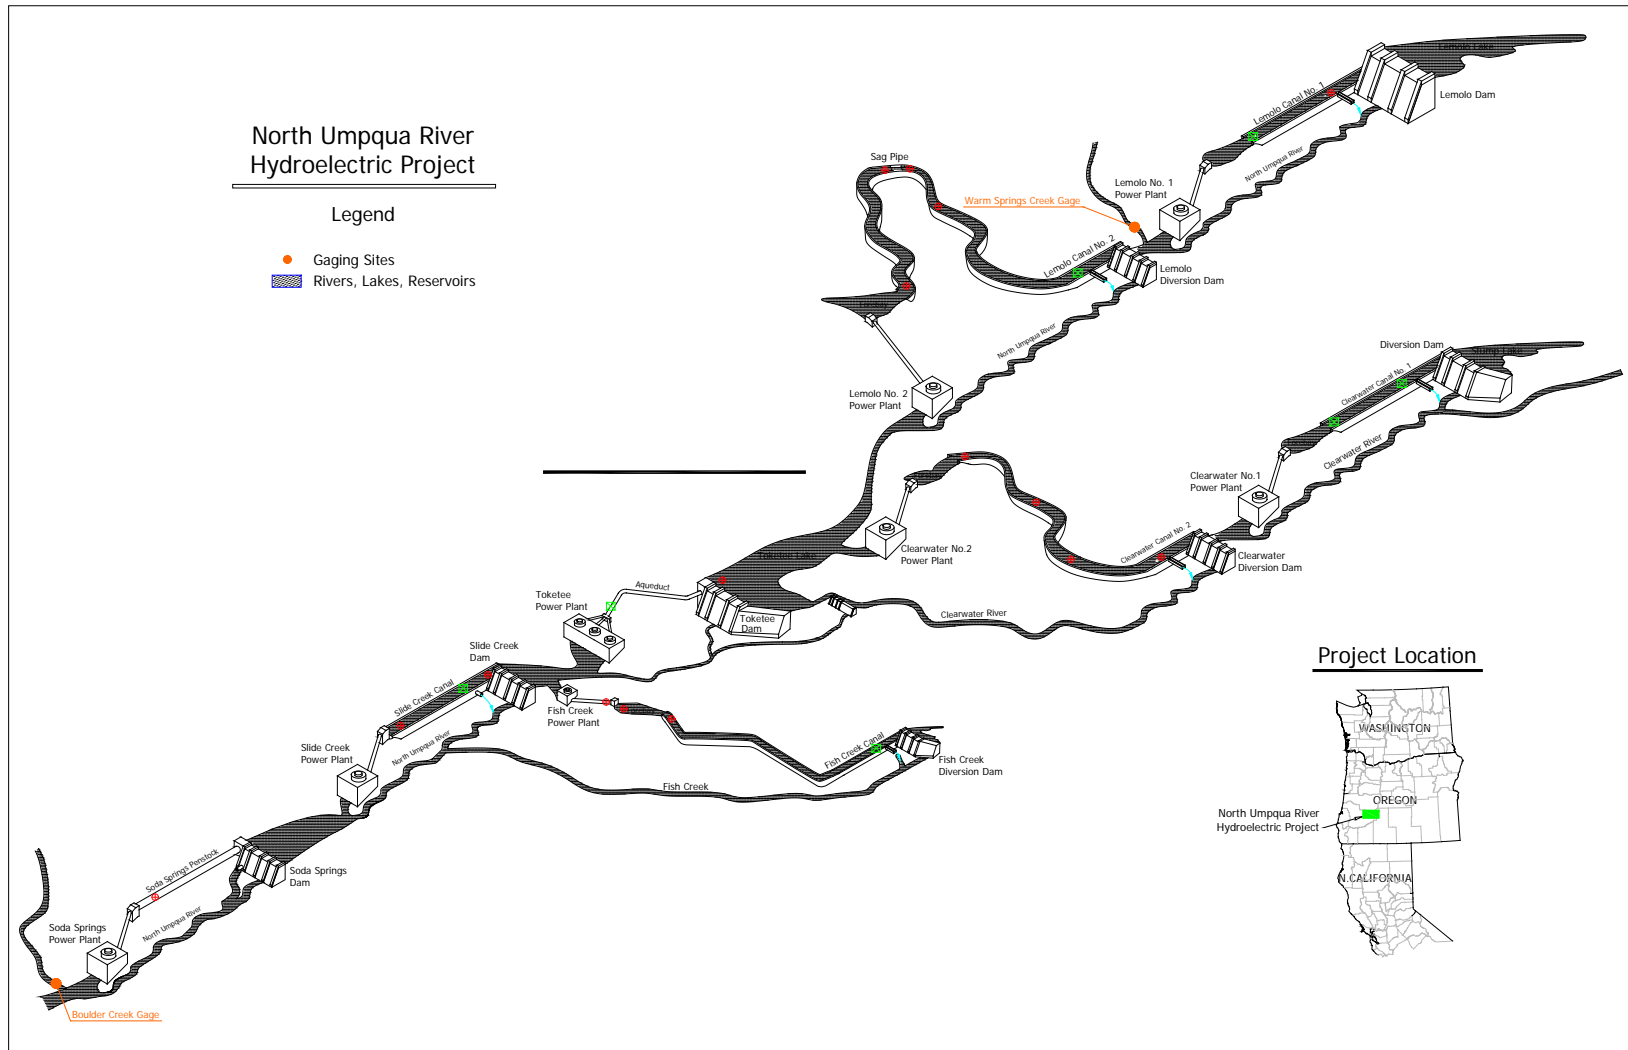 North Umpqua River
Hydroelectric Project
Legend
Gaging Sites
Rivers, Lakes, Reservoirs
Lemolo Lake
Lemolo Dam
Lemolo Canal No. 1
North Umpqua River
Lemolo No. 1
Power Plant
Warm Springs Creek Gage
Sag Pipe
Lemolo Canal No. 2
Lemolo
Diversion Dam
North Umpqua River
Lemolo No. 2
Power Plant
Diversion Dam
Stump Lake
Clearwater Canal No. 1
Clearwater River
Clearwater No.1
Power Plant
Clearwater Canal No. 2
Clearwater
Diversion Dam
Clearwater No.2
Power Plant
Toketee Lake
Clearwater River
Aqueduct
Toketee
Power Plant
Toketee
Dam
Slide Creek
Dam
Slide Creek Canal
Fish Creek
Power Plant
Fish Creek Canal
Fish Creek
Diversion Dam
Fish Creek
North Umpqua River
Slide Creek
Power Plant
Soda Springs Penstock
Soda Springs
Dam
North Umpqua River
Soda Springs
Power Plant
Boulder Creek Gage
Project Location
WASHINGTON
OREGON
North Umpqua River
Hydroelectric Project
N.CALIFORNIA